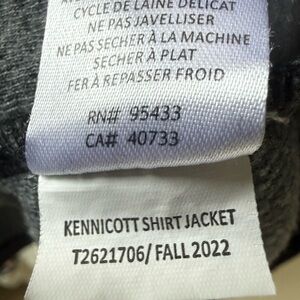 CYCLE DE LAINE DÉLICAT
NE PAS JAVELLISER
NE PAS SÉCHER À LA MACHINE
SÉCHER À PLAT
FER À REPASSER FROID
RN# 95433
CA# 40733
KENNICOTT SHIRT JACKET
T2621706/ FALL 2022